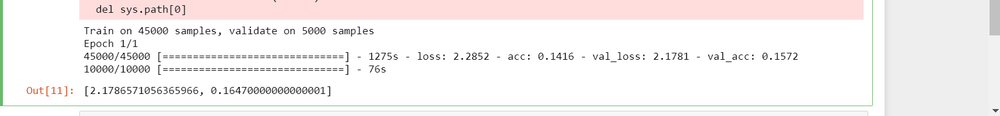 del sys.path[0]
Train on 45000 samples, validate on 5000 samples
Epoch 1/1
45000/45000 [==============================] - 1275s - loss: 2.2852 - acc: 0.1416 - val_loss: 2.1781 - val_acc: 0.1572
10000/10000 [==============================] - 76s
Out[11]: [2.1786571056365966, 0.16470000000000001]